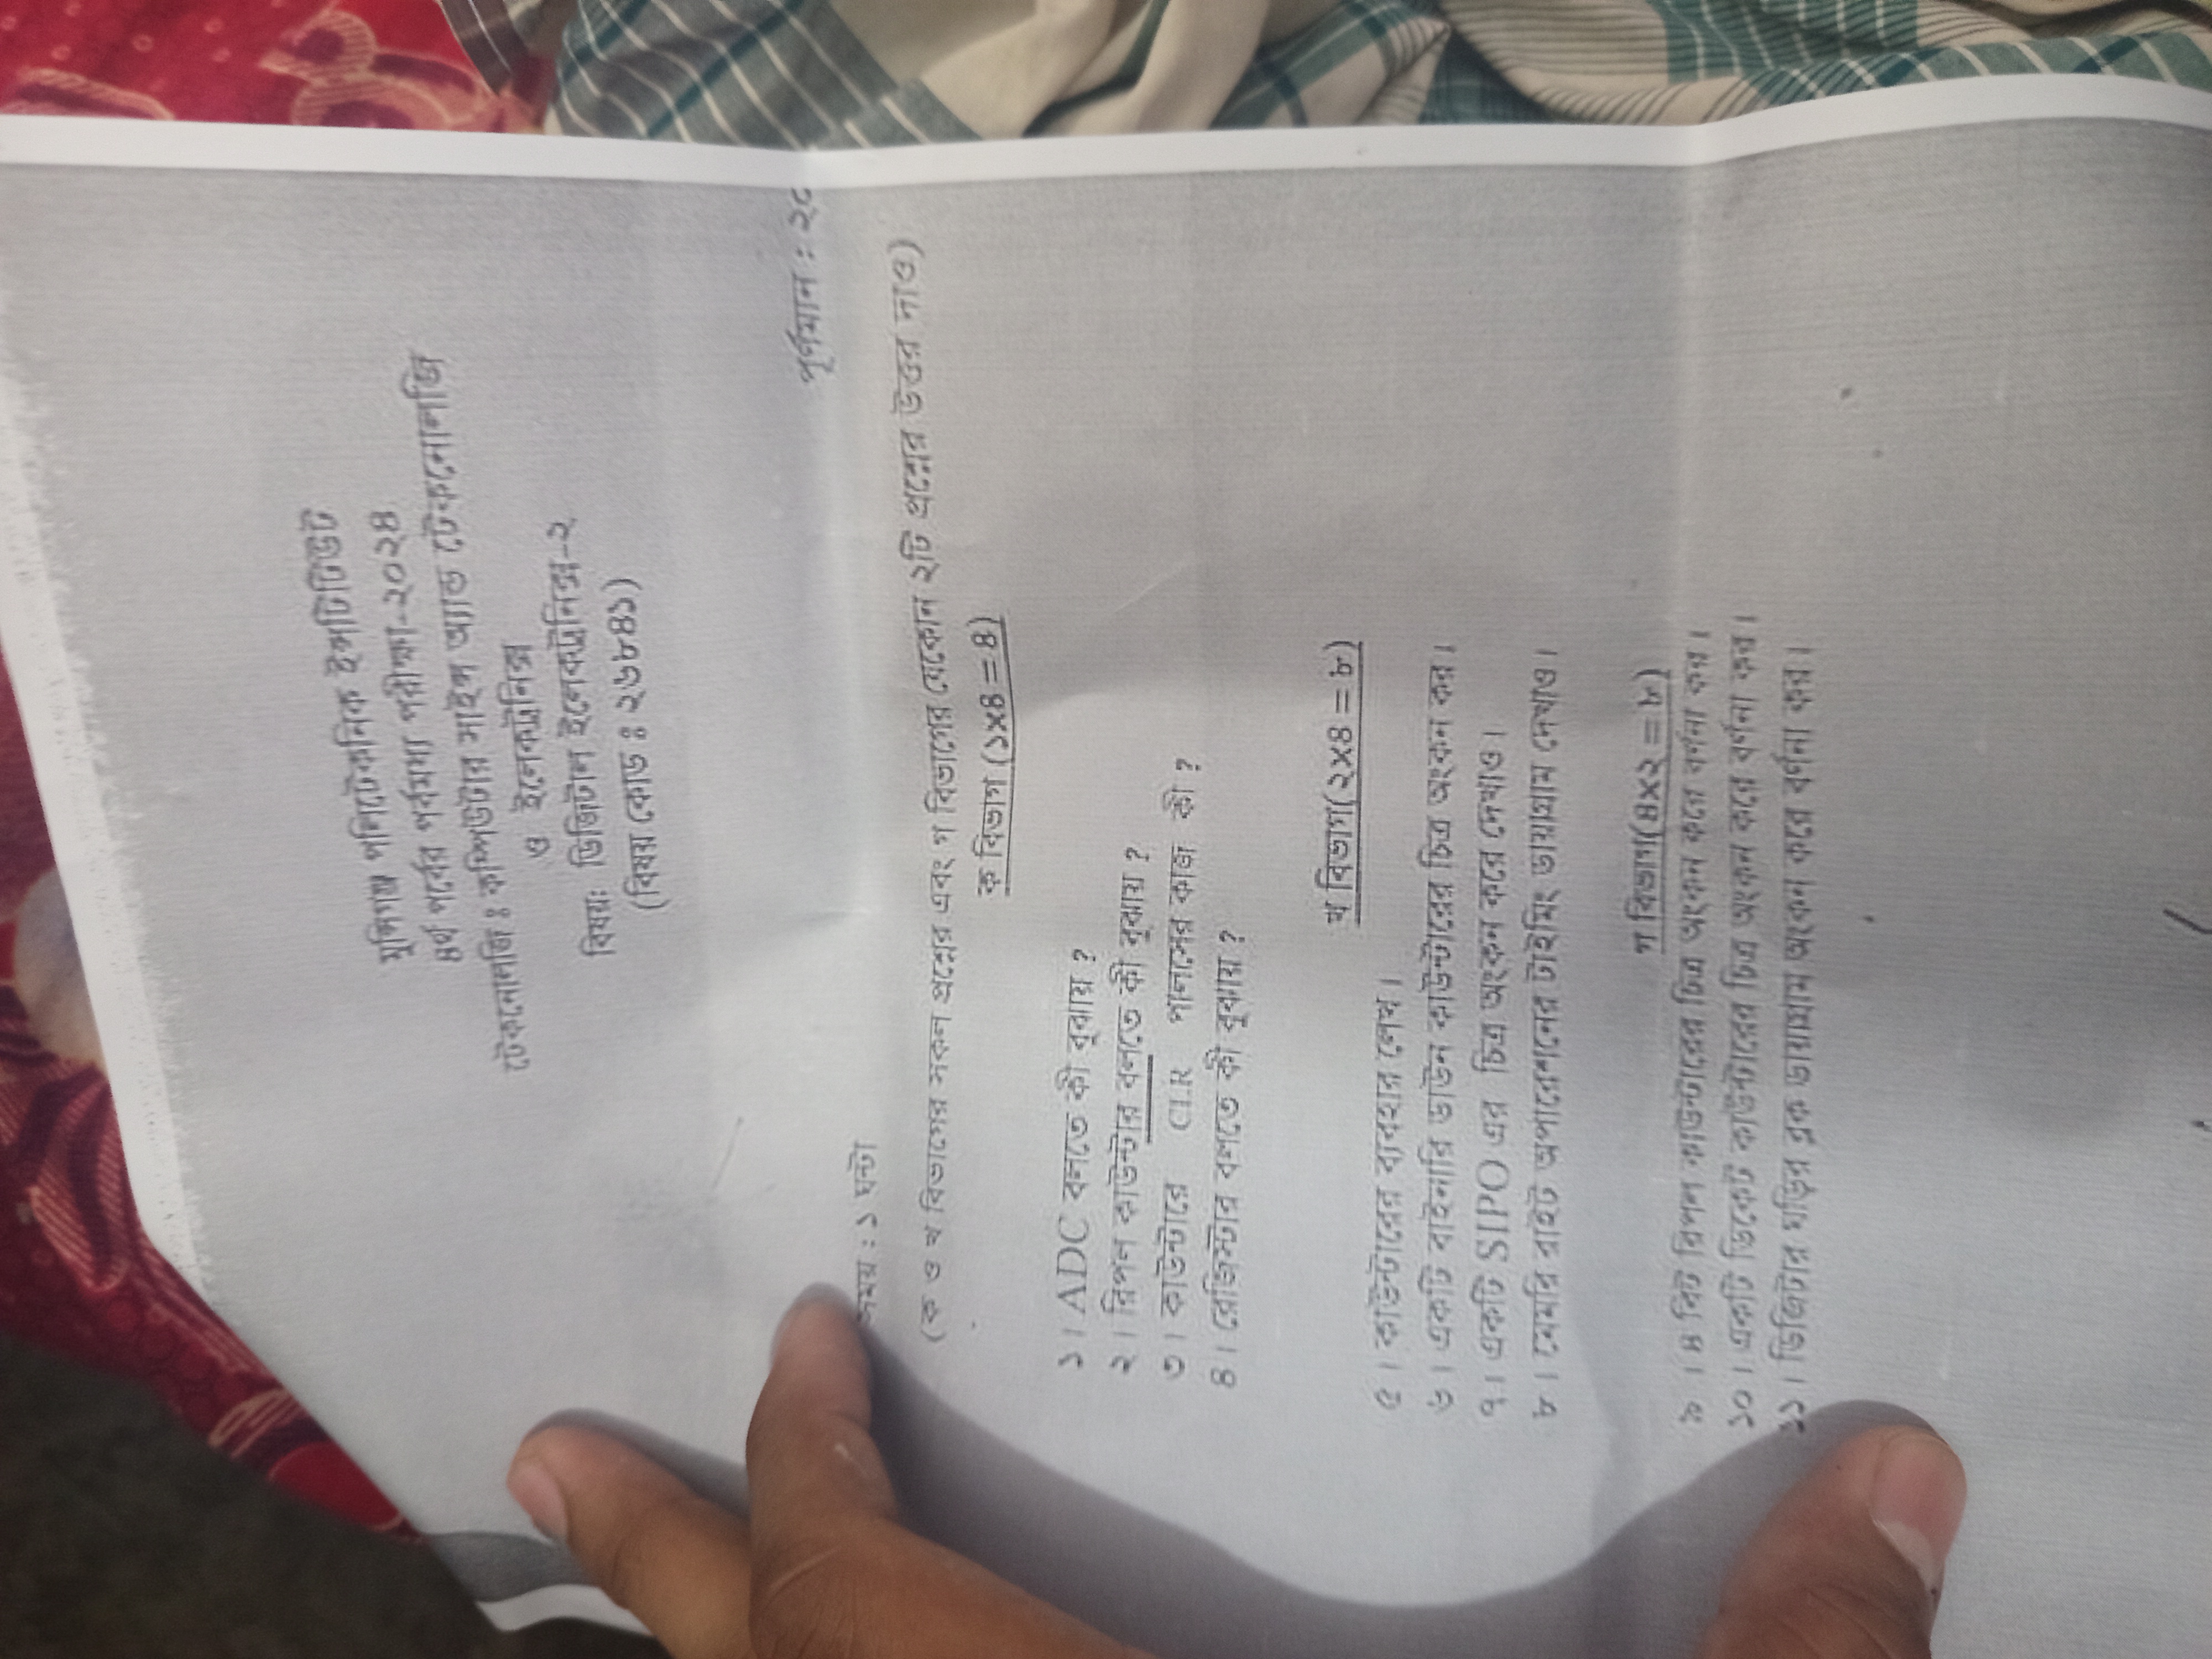 মুন্সিগঞ্জ পলিটেকনিক ইন্সটিটিউট
৪র্থ পর্বের পর্বমধ্য পরীক্ষা-২০২৪
টেকনোলজি ঃ কম্পিউটার সাইন্স অ্যান্ড টেকনোলজি
ও ইলেকট্রনিক্স
বিষয়ঃ ডিজিটাল ইলেকট্রনিক্স-২
(বিষয় কোড ঃ ২৬৮৪১)
পূর্ণমান : ২০
সময় : ১ ঘন্টা
(ক ও খ বিভাগের সকল প্রশ্নের এবং গ বিভাগের যেকোন ২টি প্রশ্নের উত্তর দাও)
ক বিভাগ (১×৪ = ৪)
১। ADC বলতে কী বুঝায় ?
২। রিপল কাউন্টার বলতে কী বুঝায় ?
৩। কাউন্টারে CLR পালসের কাজ কী ?
৪। রেজিস্টার বলতে কী বুঝায় ?
খ বিভাগ(২×৪ = ৮)
৫। কাউন্টারের ব্যবহার লেখ।
৬। একটি বাইনারি ডাউন কাউন্টারের চিত্র অংকন কর।
৭। একটি SIPO এর চিত্র অংকন করে দেখাও।
৮। মেমরি রাইট অপারেশনের টাইমিং ডায়াগ্রাম দেখাও।
গ বিভাগ(৪×২ = ৮)
৯ । ৪ বিট রিপল কাউন্টারের চিত্র অংকন করে বর্ণনা কর।
১০। একটি ডিকেট কাউন্টারের চিত্র অংকন করে বর্ণনা কর।
১১। ডিজিটার ঘড়ির ব্লক ডায়াগ্রাম অংকন করে বর্ণনা কর।